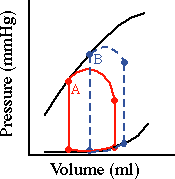 Pressure (mmHg)
B
A
Volume (ml)